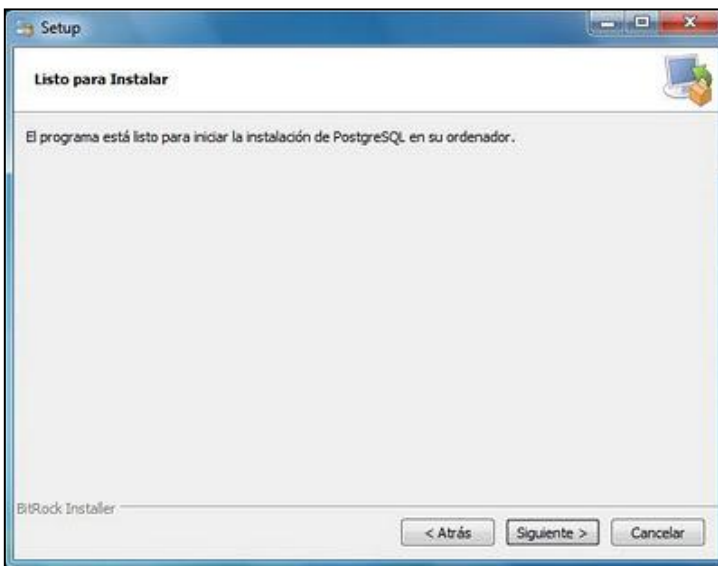 Setup
Listo para Instalar
El programa está listo para iniciar la instalación de PostgreSQL en su ordenador.
BitRock Installer
< Atrás
Siguiente >
Cancelar